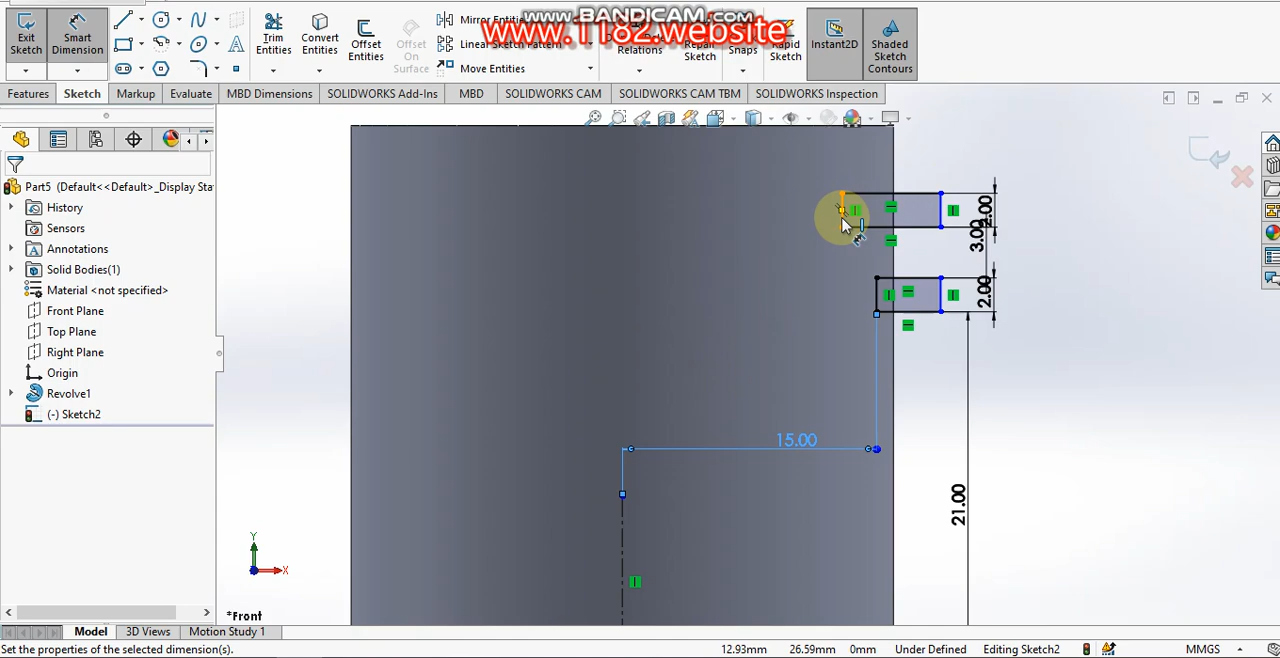 www.BANDICAM.com
www.1182.website
Exit Sketch
Smart Dimension
Trim Entities
Convert Entities
Offset Entities
Offset On Surface
Mirror Entities
Linear Sketch Pattern
Move Entities
Relations
Repair Sketch
Snaps
Rapid Sketch
Instant2D
Shaded Sketch Contours
Features
Sketch
Markup
Evaluate
MBD Dimensions
SOLIDWORKS Add-Ins
MBD
SOLIDWORKS CAM
SOLIDWORKS CAM TBM
SOLIDWORKS Inspection
Part5 (Default<<Default>_Display Sta
History
Sensors
Annotations
Solid Bodies(1)
Material <not specified>
Front Plane
Top Plane
Right Plane
Origin
Revolve1
(-) Sketch2
2.00
3.00
2.00
15.00
21.00
Y
X
*Front
Model
3D Views
Motion Study 1
Set the properties of the selected dimension(s).
12.93mm
26.59mm
0mm
Under Defined
Editing Sketch2
MMGS